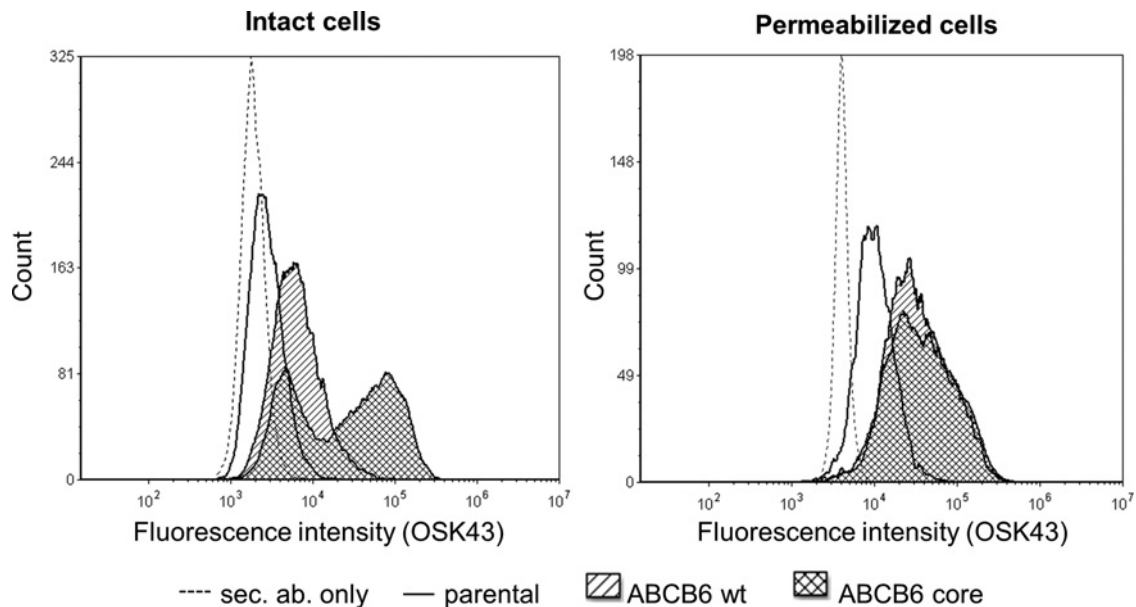 Intact cells
325
244
163
81
0
Count
10²
10³
10⁴
10⁵
10⁶
10⁷
Fluorescence intensity (OSK43)
Permeabilized cells
198
148
99
49
0
Count
10²
10³
10⁴
10⁵
10⁶
10⁷
Fluorescence intensity (OSK43)
sec. ab. only
parental
ABCB6 wt
ABCB6 core